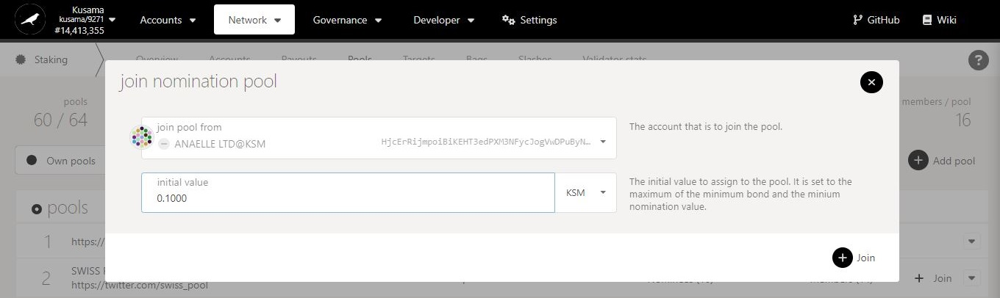 Kusama
kusama/9271
#14,413,355
Accounts
Network
Governance
Developer
Settings
GitHub
Wiki
Staking
Overview
Accounts
Payouts
Pools
Targets
Bags
Slashes
Validator stats
?
join nomination pool
pools
60 / 64
members / pool
16
join pool from
ANAELLE LTD@KSM
HjcErRijmpoiBiKEHT3edPXM3NFycJogVwDPuByN…
The account that is to join the pool.
Own pools
Add pool
initial value
0.1000
KSM
The initial value to assign to the pool. It is set to the
maximum of the minimum bond and the minium
nomination value.
pools
1
https://
Join
2
SWISS
https://twitter.com/swiss_pool
Join